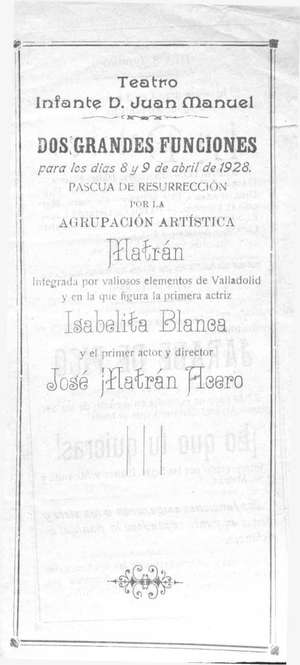 Teatro
Infante D. Juan Manuel
DOS GRANDES FUNCIONES
para los días 8 y 9 de abril de 1928.
PASCUA DE RESURRECCIÓN
POR LA
AGRUPACIÓN ARTÍSTICA
Matrán
Integrada por valiosos elementos de Valladolid
y en la que figura la primera actriz
Isabelita Blanca
y el primer actor y director
José Matrán Acero